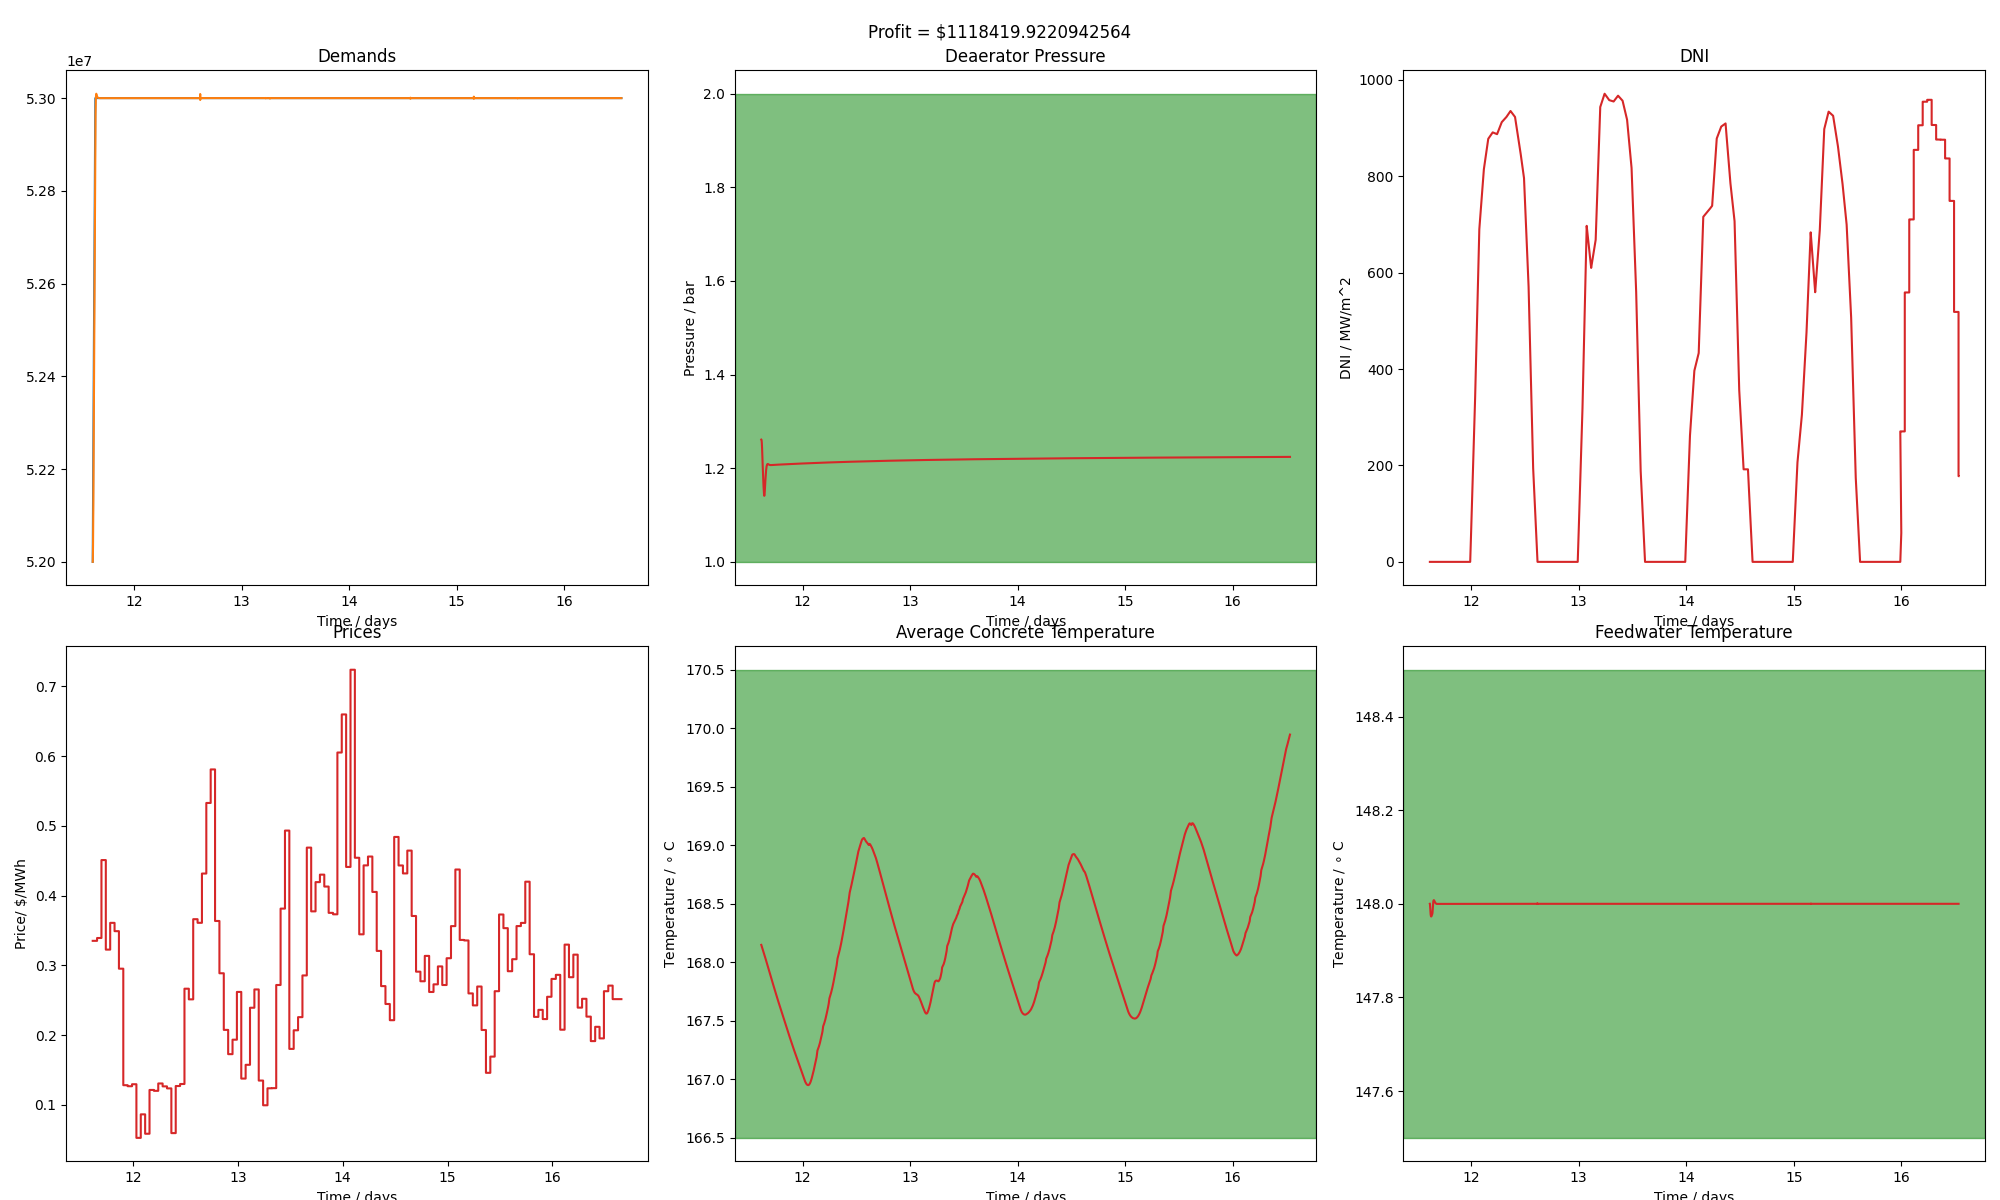 Profit = $1118419.9220942564
Demands
1e7
5.30
5.28
5.26
5.24
5.22
5.20
12 13 14 15 16
Time / days
Deaerator Pressure
Pressure / bar
2.0
1.8
1.6
1.4
1.2
1.0
12 13 14 15 16
Time / days
DNI
DNI / MW/m^2
1000
800
600
400
200
0
12 13 14 15 16
Time / days
Prices
Price/ $/MWh
0.7
0.6
0.5
0.4
0.3
0.2
0.1
12 13 14 15 16
Time / days
Average Concrete Temperature
Temperature / ∘ C
170.5
170.0
169.5
169.0
168.5
168.0
167.5
167.0
166.5
12 13 14 15 16
Time / days
Feedwater Temperature
Temperature / ∘ C
148.4
148.2
148.0
147.8
147.6
12 13 14 15 16
Time / days